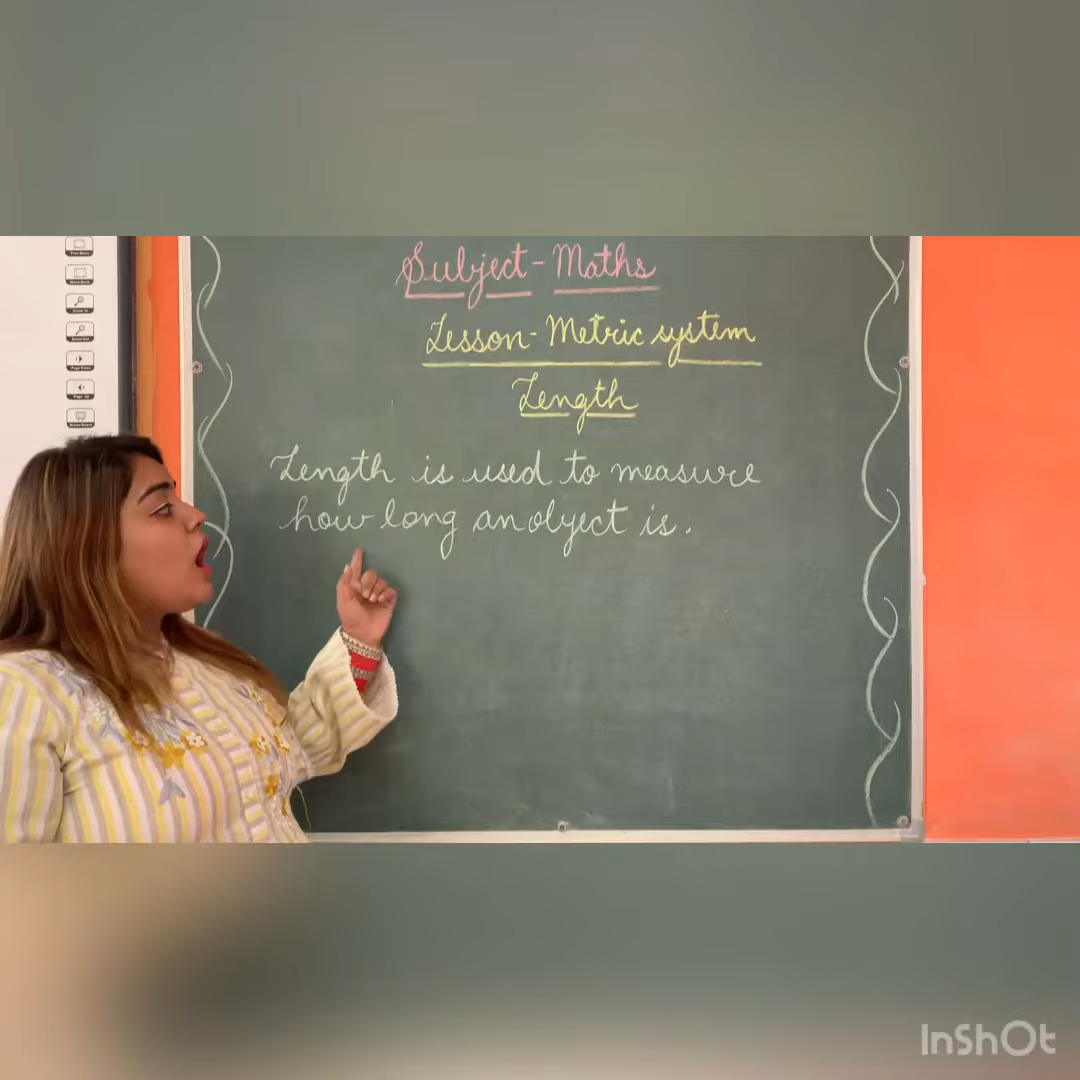 Subject - Maths
Lesson - Metric system
Length
Length is used to measure
how long an object is.
InShOt